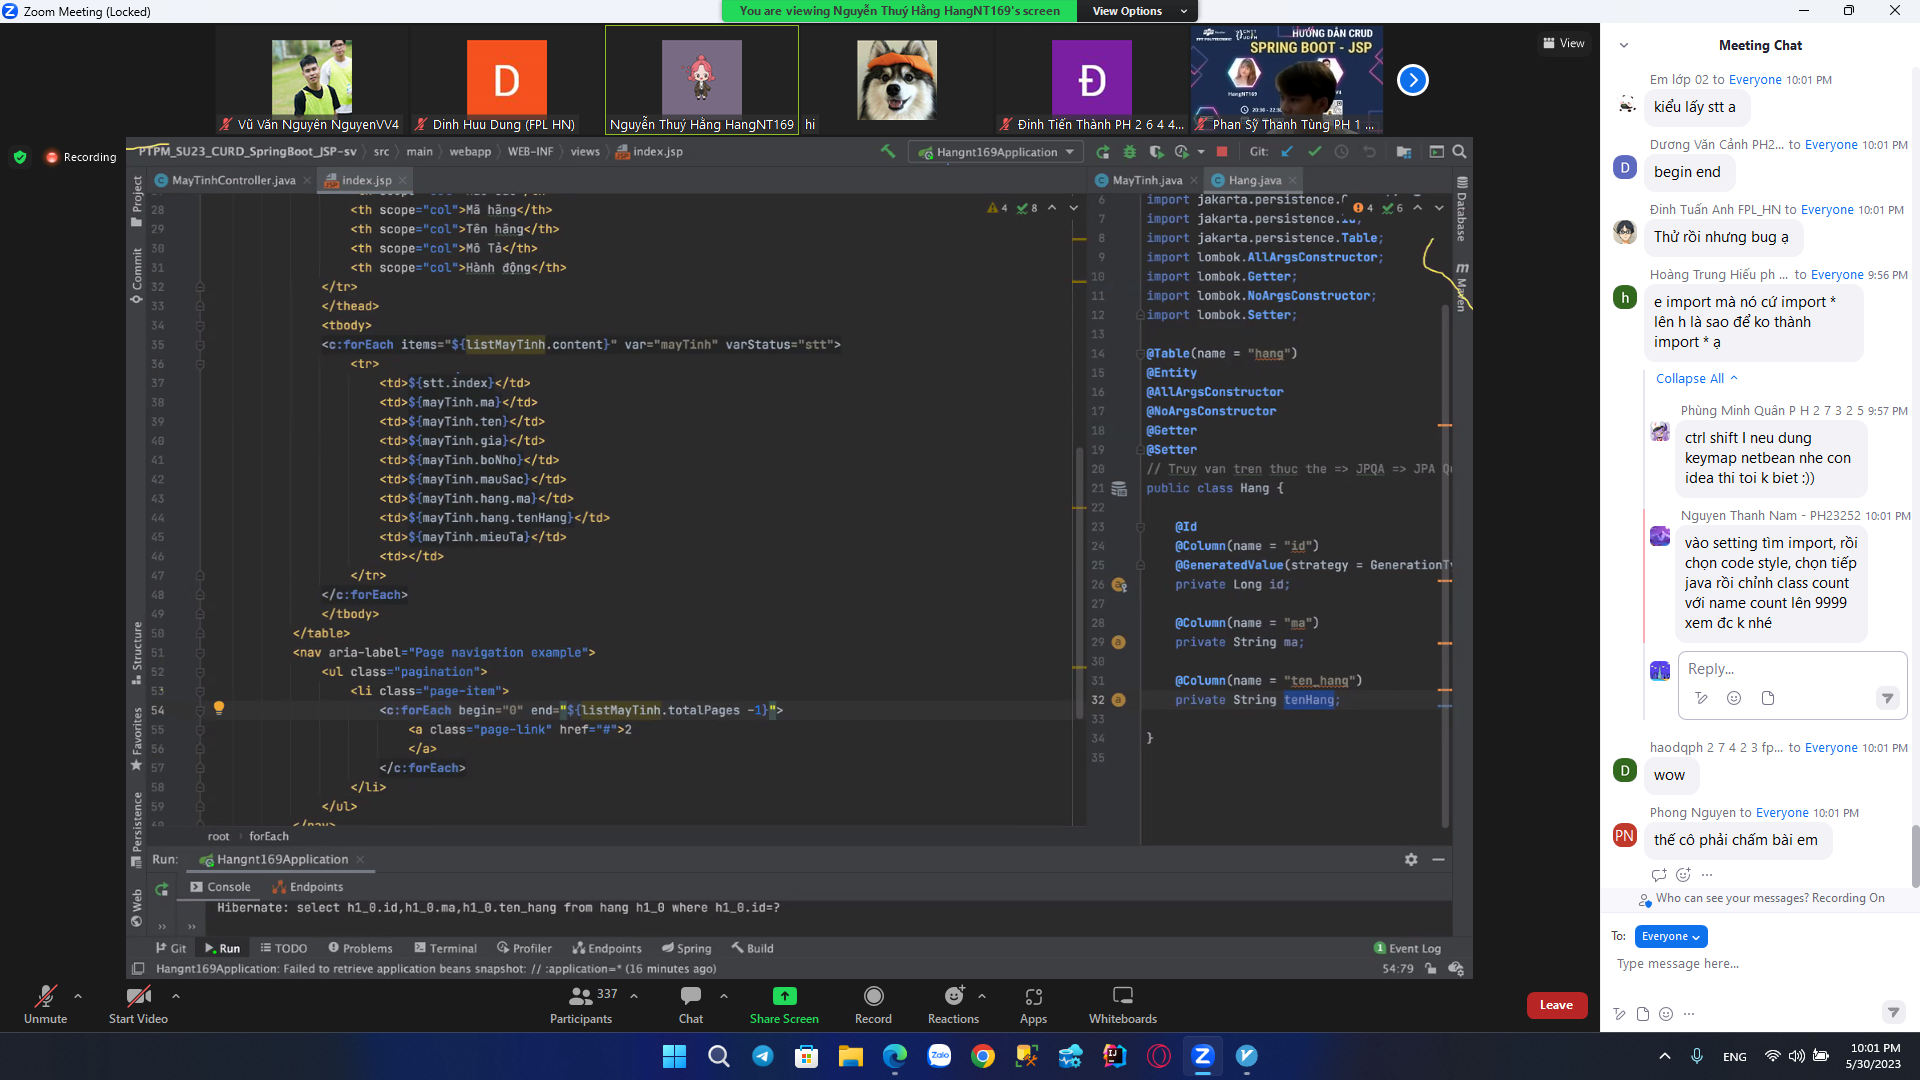 Zoom Meeting (Locked)
You are viewing Nguyễn Thuý Hằng HangNT169's screen
View Options
View
Recording
Vũ Văn Nguyên NguyenVV4
D
Dinh Huu Dung (FPL HN)
Nguyễn Thuý Hằng HangNT169
hi
Đ
Đinh Tiến Thành PH 2 6 4 4...
HƯỚNG DẪN CRUD
SPRING BOOT - JSP
HangNT169
Phan Sỹ Thanh Tùng PH 1 ...
PTPM_SU23_CURD_SpringBoot_JSP-sv
src
main
webapp
WEB-INF
views
index.jsp
Hangnt169Application
Git:
MayTinhController.java
index.jsp
MayTinh.java
Hang.java
Project
Commit
Structure
Favorites
Persistence
Web
Database
Maven
4
8
28 <th scope="col">Mã hãng</th>
29 <th scope="col">Tên hãng</th>
30 <th scope="col">Mô Tả</th>
31 <th scope="col">Hành động</th>
32 </tr>
33 </thead>
34 <tbody>
35 <c:forEach items="${listMayTinh.content}" var="mayTinh" varStatus="stt">
36 <tr>
37 <td>${stt.index}</td>
38 <td>${mayTinh.ma}</td>
39 <td>${mayTinh.ten}</td>
40 <td>${mayTinh.gia}</td>
41 <td>${mayTinh.boNho}</td>
42 <td>${mayTinh.mauSac}</td>
43 <td>${mayTinh.hang.ma}</td>
44 <td>${mayTinh.hang.tenHang}</td>
45 <td>${mayTinh.mieuTa}</td>
46 <td></td>
47 </tr>
48 </c:forEach>
49 </tbody>
50 </table>
51 <nav aria-label="Page navigation example">
52 <ul class="pagination">
53 <li class="page-item">
54 <c:forEach begin="0" end="${listMayTinh.totalPages -1}">
55 <a class="page-link" href="#">2
56 </a>
57 </c:forEach>
58 </li>
59 </ul>
root
forEach
4
6
6 import jakarta.persistence.
7 import jakarta.persistence.Id;
8 import jakarta.persistence.Table;
9 import lombok.AllArgsConstructor;
10 import lombok.Getter;
11 import lombok.NoArgsConstructor;
12 import lombok.Setter;
13
14 @Table(name = "hang")
15 @Entity
16 @AllArgsConstructor
17 @NoArgsConstructor
18 @Getter
19 @Setter
20 // Truy van tren thuc the => JPQA => JPA Qu
21 public class Hang {
22
23 @Id
24 @Column(name = "id")
25 @GeneratedValue(strategy = GenerationTy
26 private Long id;
27
28 @Column(name = "ma")
29 private String ma;
30
31 @Column(name = "ten_hang")
32 private String tenHang;
33
34 }
35
Run:
Hangnt169Application
Console
Endpoints
Hibernate: select h1_0.id,h1_0.ma,h1_0.ten_hang from hang h1_0 where h1_0.id=?
Git
Run
TODO
Problems
Terminal
Profiler
Endpoints
Spring
Build
1 Event Log
Hangnt169Application: Failed to retrieve application beans snapshot: // :application=* (16 minutes ago)
54:79
Unmute
Start Video
337
Participants
Chat
Share Screen
Record
Reactions
Apps
Whiteboards
Leave
Meeting Chat
Em lớp 02 to Everyone 10:01 PM
kiểu lấy stt a
Dương Văn Cảnh PH2... to Everyone 10:01 PM
D
begin end
Đinh Tuấn Anh FPL_HN to Everyone 10:01 PM
Thử rồi nhưng bug ạ
Hoàng Trung Hiếu ph ... to Everyone 9:56 PM
h
e import mà nó cứ import *
lên h là sao để ko thành
import * ạ
Collapse All
Phùng Minh Quân P H 2 7 3 2 5 9:57 PM
ctrl shift I neu dung
keymap netbean nhe con
idea thi toi k biet :))
Nguyen Thanh Nam - PH23252 10:01 PM
vào setting tìm import, rồi
chọn code style, chọn tiếp
java rồi chỉnh class count
với name count lên 9999
xem đc k nhé
Reply...
haodqph 2 7 4 2 3 fp... to Everyone 10:01 PM
D
wow
Phong Nguyen to Everyone 10:01 PM
PN
thế cô phải chấm bài em
Who can see your messages? Recording On
To: Everyone
Type message here...
Zalo
ENG
10:01 PM
5/30/2023